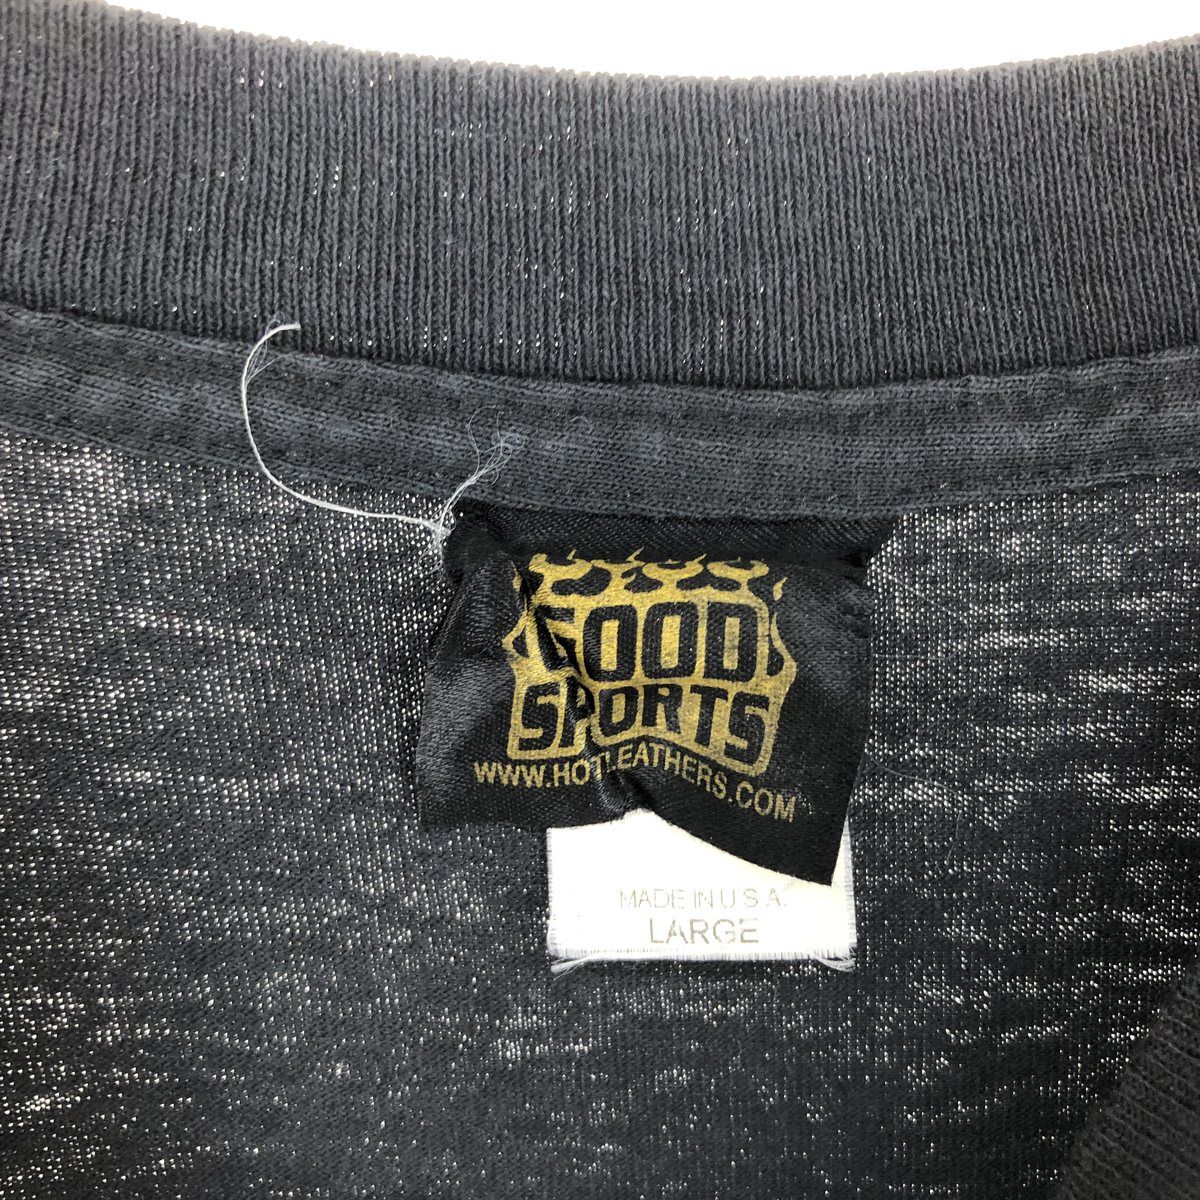 GOOD
SPORTS
WWW.HOTLEATHERS.COM
MADE IN U S A.
LARGE